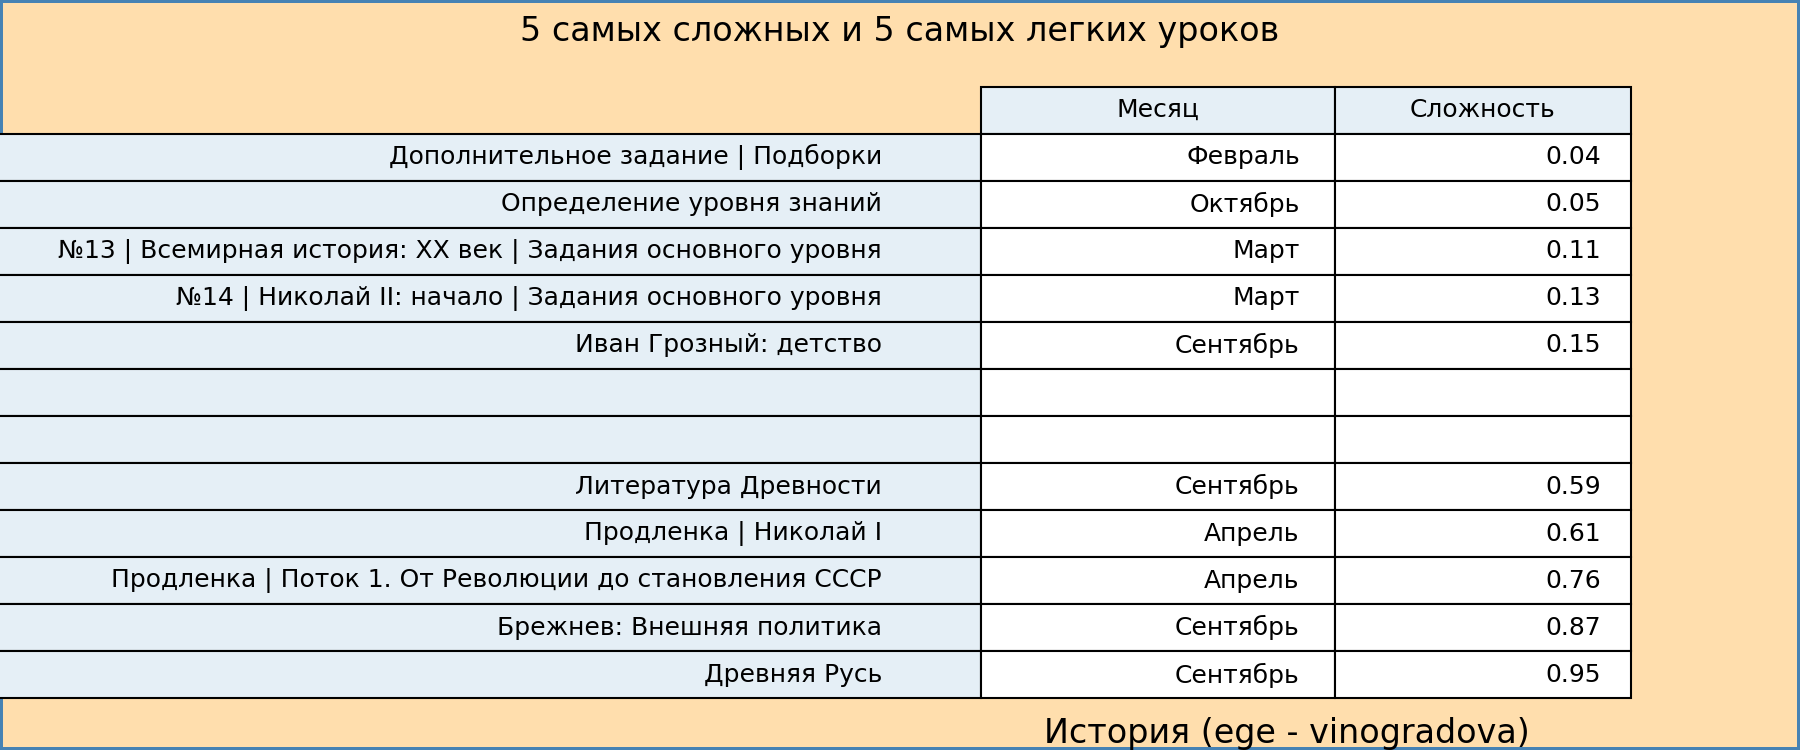 5 самых сложных и 5 самых легких уроков
Месяц Сложность
Дополнительное задание | Подборки Февраль 0.04
Определение уровня знаний Октябрь 0.05
№13 | Всемирная история: XX век | Задания основного уровня Март 0.11
№14 | Николай II: начало | Задания основного уровня Март 0.13
Иван Грозный: детство Сентябрь 0.15
Литература Древности Сентябрь 0.59
Продленка | Николай I Апрель 0.61
Продленка | Поток 1. От Революции до становления СССР Апрель 0.76
Брежнев: Внешняя политика Сентябрь 0.87
Древняя Русь Сентябрь 0.95
История (ege - vinogradova)